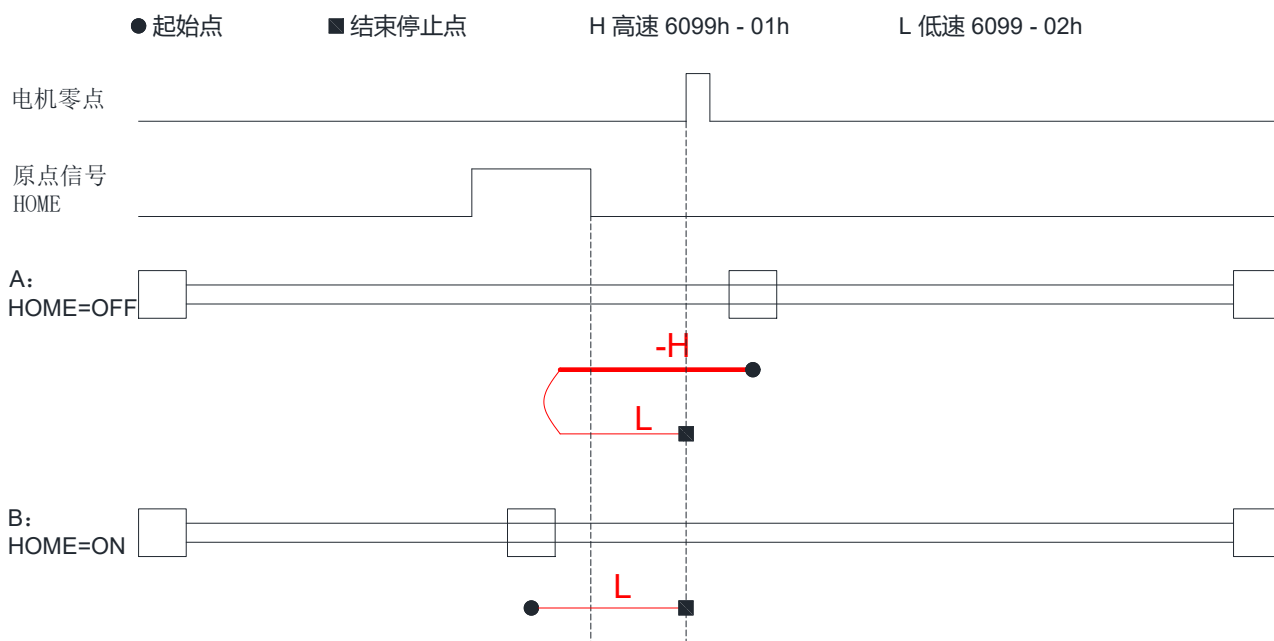 ● 起始点 ■ 结束停止点 H 高速 6099h - 01h L 低速 6099 - 02h
电机零点
原点信号
HOME
A：
HOME=OFF
-H
L
B：
HOME=ON
L